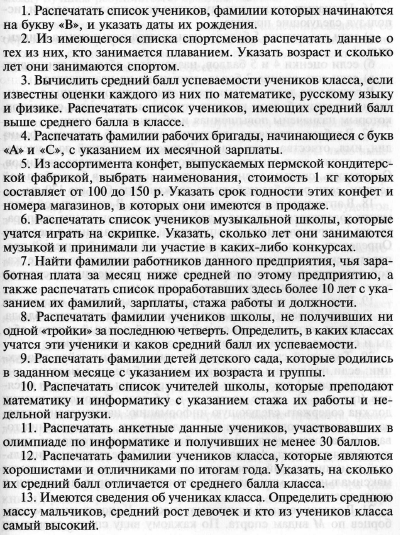 1. Распечатать список учеников, фамилии которых начинаются
на букву «В», и указать даты их рождения.
2. Из имеющегося списка спортсменов распечатать данные о
тех из них, кто занимается плаванием. Указать возраст и сколько
лет они занимаются спортом.
3. Вычислить средний балл успеваемости учеников класса, если
известны оценки каждого из них по математике, русскому языку
и физике. Распечатать список учеников, имеющих средний балл
выше среднего балла в классе.
4. Распечатать фамилии рабочих бригады, начинающиеся с букв
«А» и «С», с указанием их месячной зарплаты.
5. Из ассортимента конфет, выпускаемых пермской кондитерс-
кой фабрикой, выбрать наименования, стоимость 1 кг которых
составляет от 100 до 150 р. Указать срок годности этих конфет и
номера магазинов, в которых они имеются в продаже.
6. Распечатать список учеников музыкальной школы, которые
учатся играть на скрипке. Указать, сколько лет они занимаются
музыкой и принимали ли участие в каких-либо конкурсах.
7. Найти фамилии работников данного предприятия, чья зара-
ботная плата за месяц ниже средней по этому предприятию, а
также распечатать список проработавших здесь более 10 лет с ука-
занием их фамилий, зарплаты, стажа работы и должности.
8. Распечатать фамилии учеников школы, не получивших ни
одной «тройки» за последнюю четверть. Определить, в каких классах
учатся эти ученики и каков средний балл их успеваемости.
9. Распечатать фамилии детей детского сада, которые родились
в заданном месяце с указанием их возраста и группы.
10. Распечатать список учителей школы, которые преподают
математику и информатику с указанием стажа их работы и не-
дельной нагрузки.
11. Распечатать анкетные данные учеников, участвовавших в
олимпиаде по информатике и получивших не менее 30 баллов.
12. Распечатать фамилии учеников класса, которые являются
хорошистами и отличниками по итогам года. Указать, на сколько
их средний балл отличается от среднего балла класса.
13. Имеются сведения об учениках класса. Определить среднюю
массу мальчиков, средний рост девочек и кто из учеников класса
самый высокий.